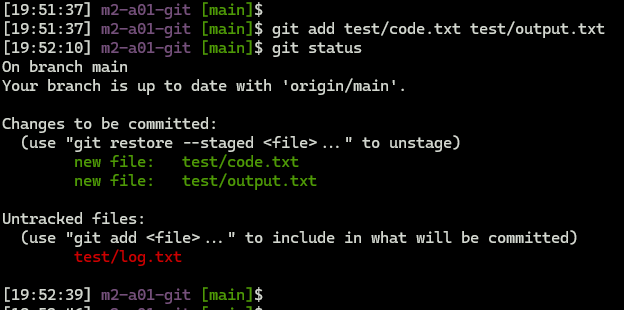 [19:51:37] m2-a01-git [main]$
[19:51:37] m2-a01-git [main]$ git add test/code.txt test/output.txt
[19:52:10] m2-a01-git [main]$ git status
On branch main
Your branch is up to date with 'origin/main'.
Changes to be committed:
  (use "git restore --staged <file>..." to unstage)
        new file:   test/code.txt
        new file:   test/output.txt
Untracked files:
  (use "git add <file>..." to include in what will be committed)
        test/log.txt
[19:52:39] m2-a01-git [main]$